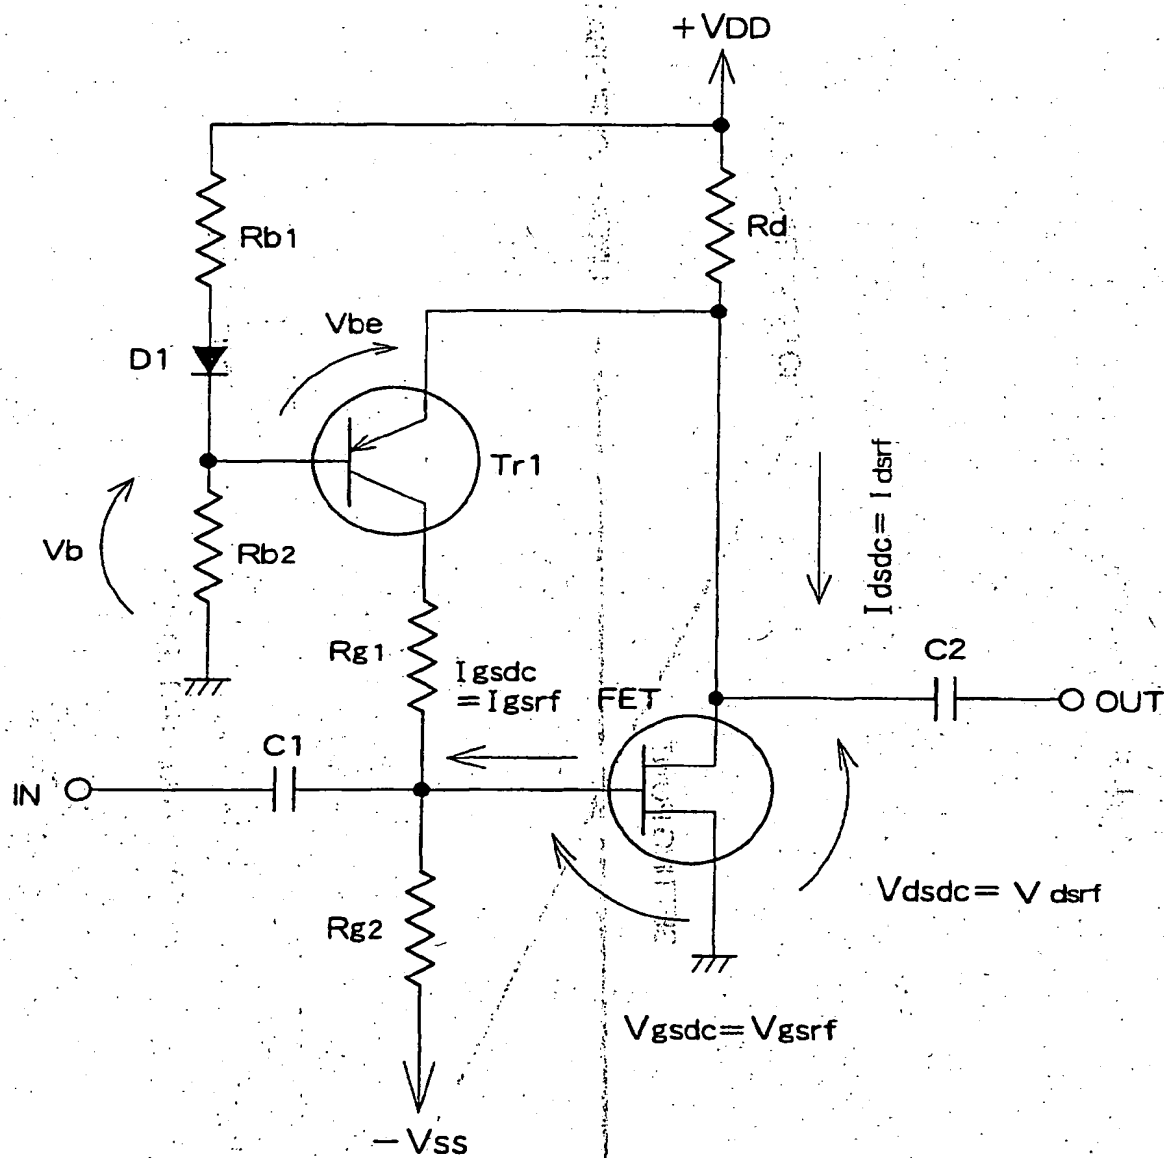 +VDD
Rb1
Rd
Vbe
D1
Tr1
Vb
Rb2
Idsdc=Idsrf
Rg1
Igsdc
=Igsrf
FET
C2
OUT
C1
IN
Vdsdc=Vdsrf
Rg2
Vgsdc=Vgsrf
−Vss